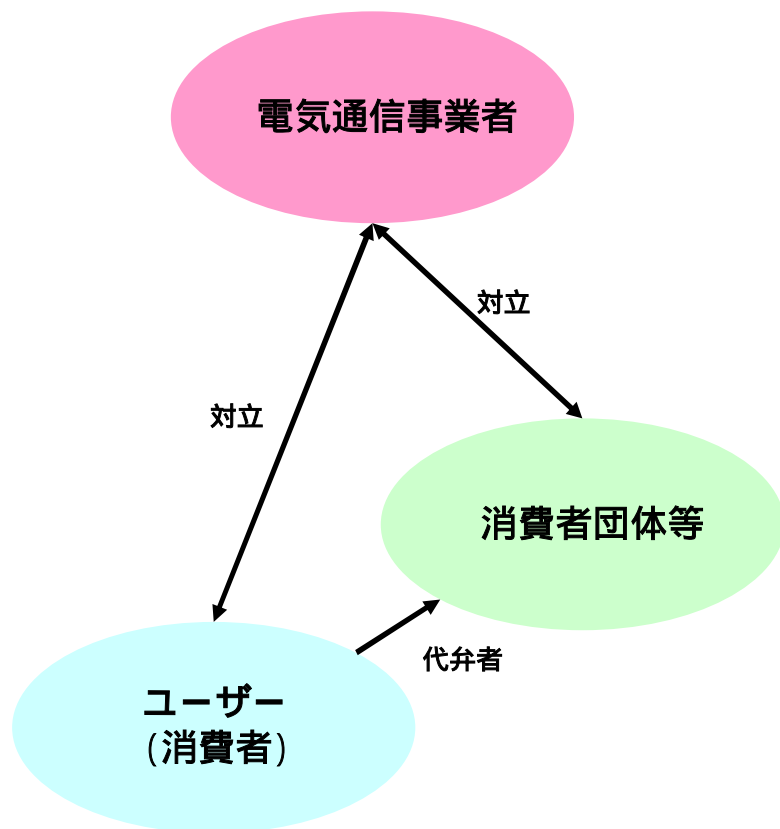 電気通信事業者
対立
対立
消費者団体等
代弁者
ユーザー
(消費者)